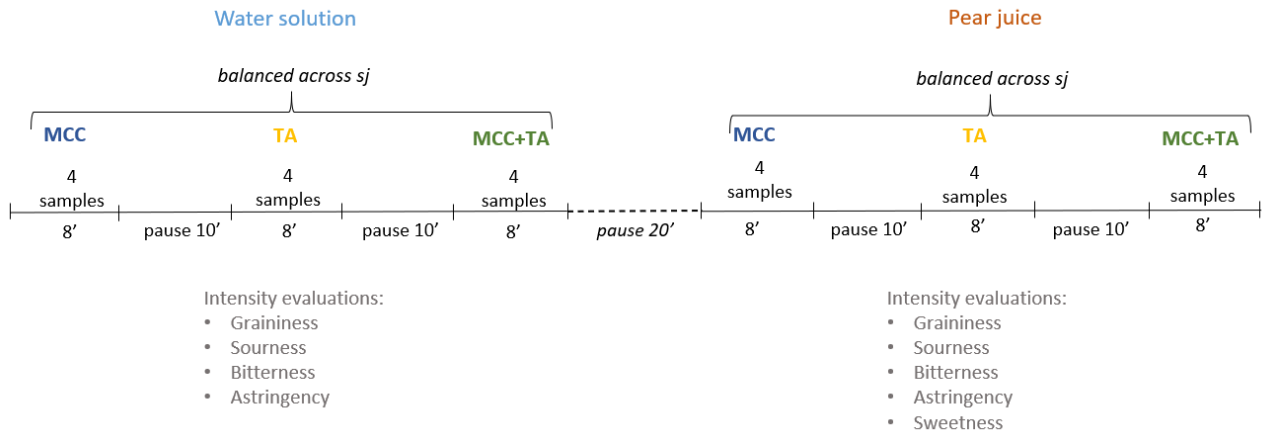 Water solution
balanced across sj
MCC
TA
MCC+TA
4
samples
4
samples
4
samples
8’
pause 10’
8’
pause 10’
8’
pause 20’
Intensity evaluations:
• Graininess
• Sourness
• Bitterness
• Astringency
Pear juice
balanced across sj
MCC
TA
MCC+TA
4
samples
4
samples
4
samples
8’
pause 10’
8’
pause 10’
8’
Intensity evaluations:
• Graininess
• Sourness
• Bitterness
• Astringency
• Sweetness